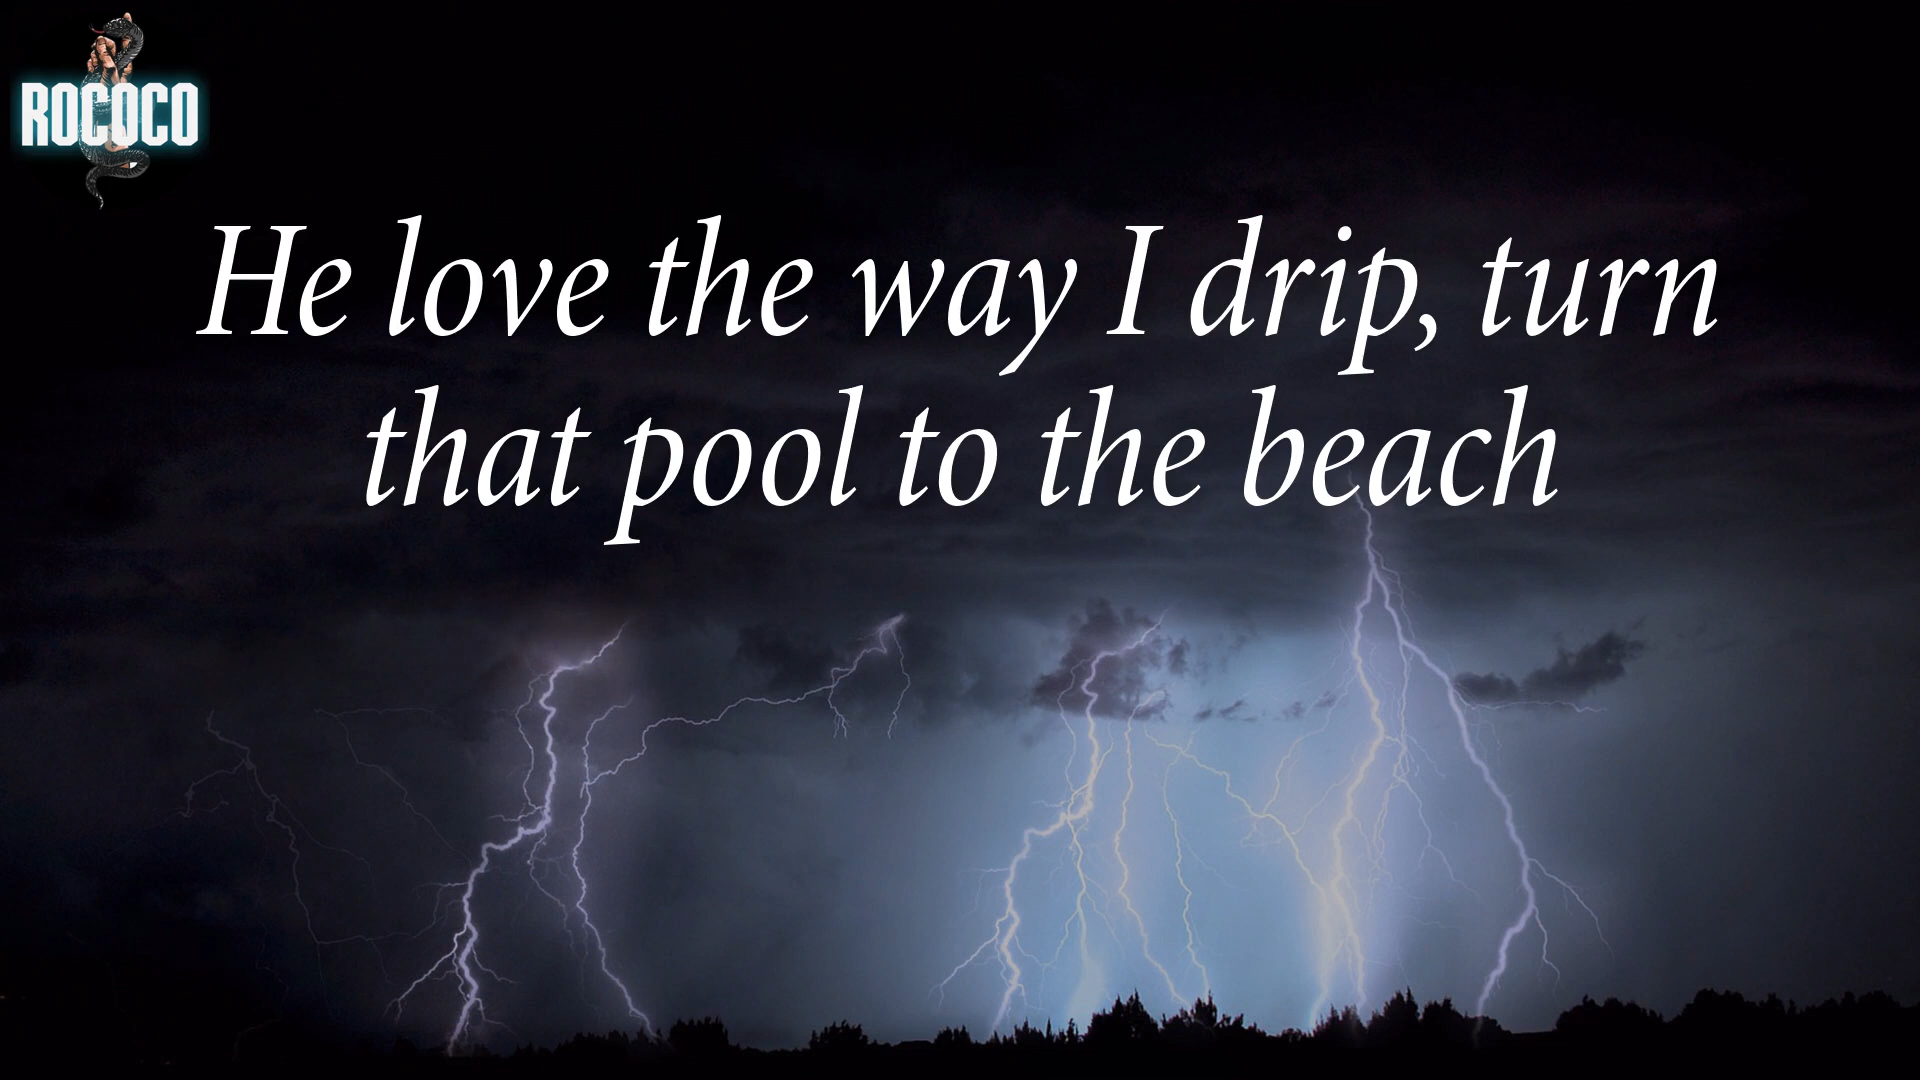 ROCOCO
He love the way I drip, turn
that pool to the beach